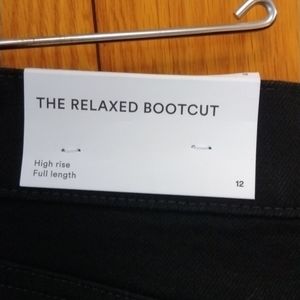 THE RELAXED BOOTCUT
High rise
Full length
12